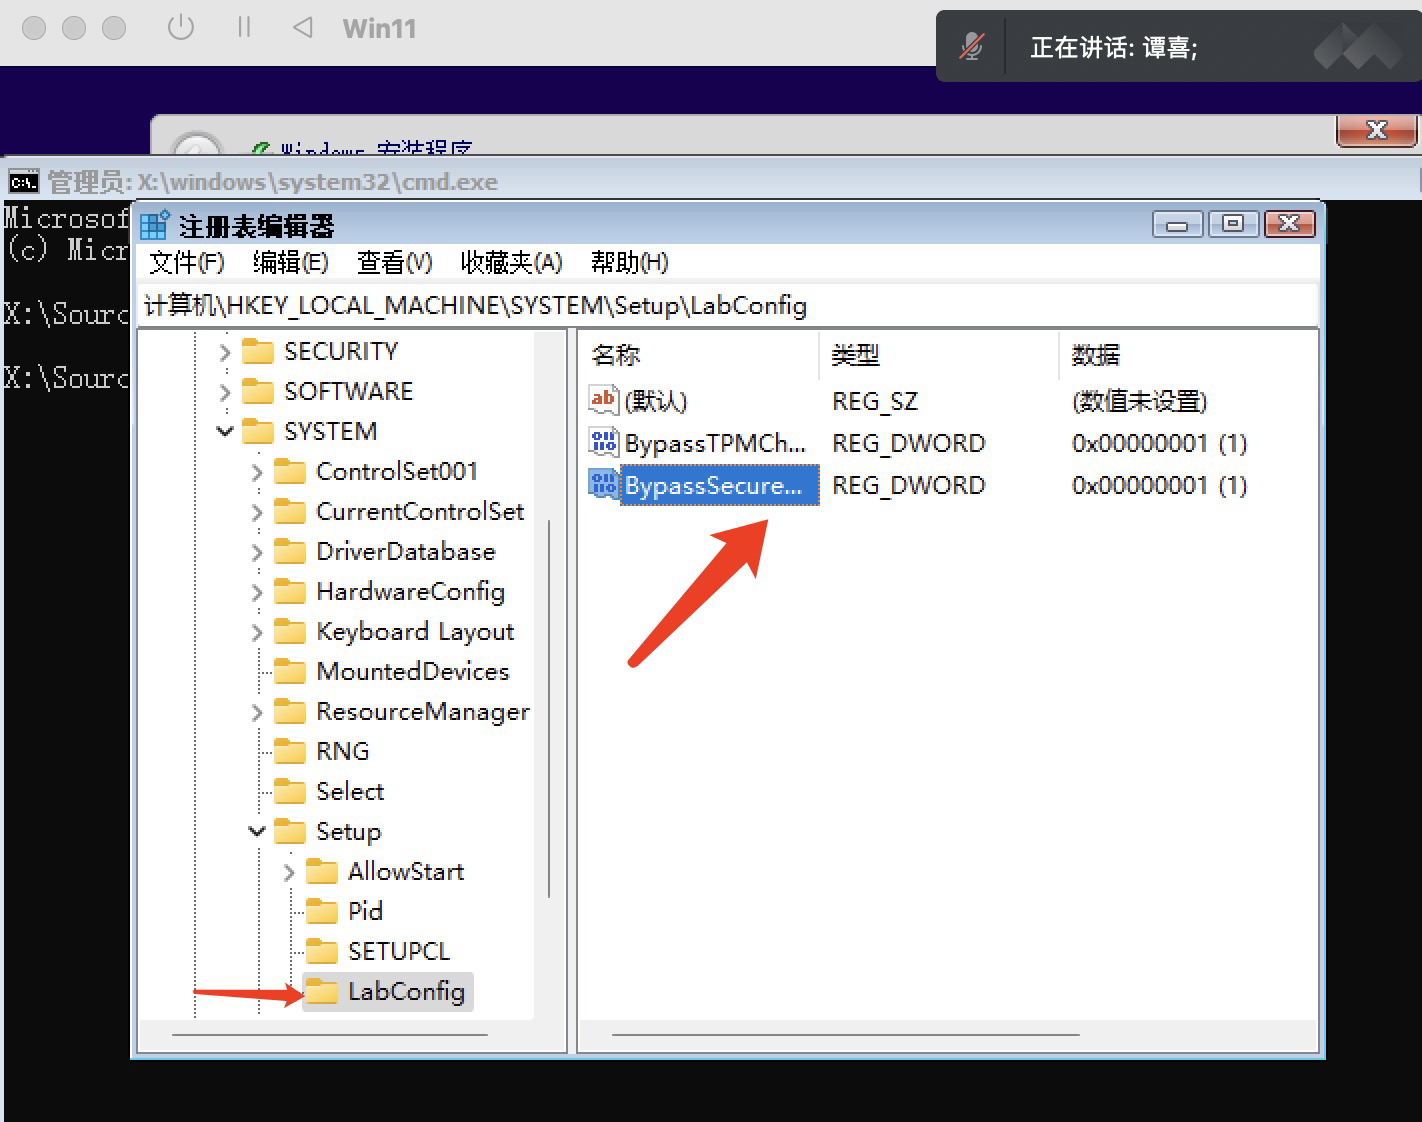 Win11
正在讲话: 谭喜;
Windows 安装程序
管理员: X:\windows\system32\cmd.exe
Microsof
(c) Micr
X:\Sourc
X:\Sourc
注册表编辑器
文件(F) 编辑(E) 查看(V) 收藏夹(A) 帮助(H)
计算机\HKEY_LOCAL_MACHINE\SYSTEM\Setup\LabConfig
SECURITY
SOFTWARE
SYSTEM
ControlSet001
CurrentControlSet
DriverDatabase
HardwareConfig
Keyboard Layout
MountedDevices
ResourceManager
RNG
Select
Setup
AllowStart
Pid
SETUPCL
LabConfig
名称 类型 数据
(默认) REG_SZ (数值未设置)
BypassTPMCh... REG_DWORD 0x00000001 (1)
BypassSecure... REG_DWORD 0x00000001 (1)